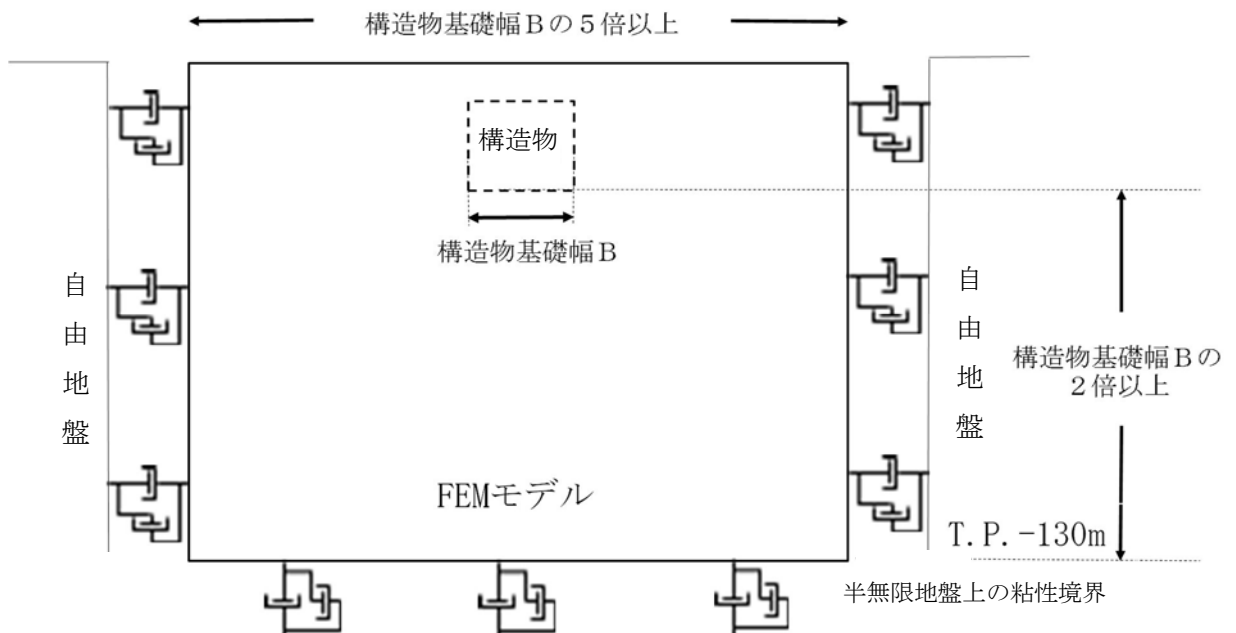 構造物基礎幅Ｂの５倍以上
構造物
構造物基礎幅Ｂ
自由地盤
自由地盤
構造物基礎幅Ｂの
２倍以上
FEMモデル
T.P.-130m
半無限地盤上の粘性境界